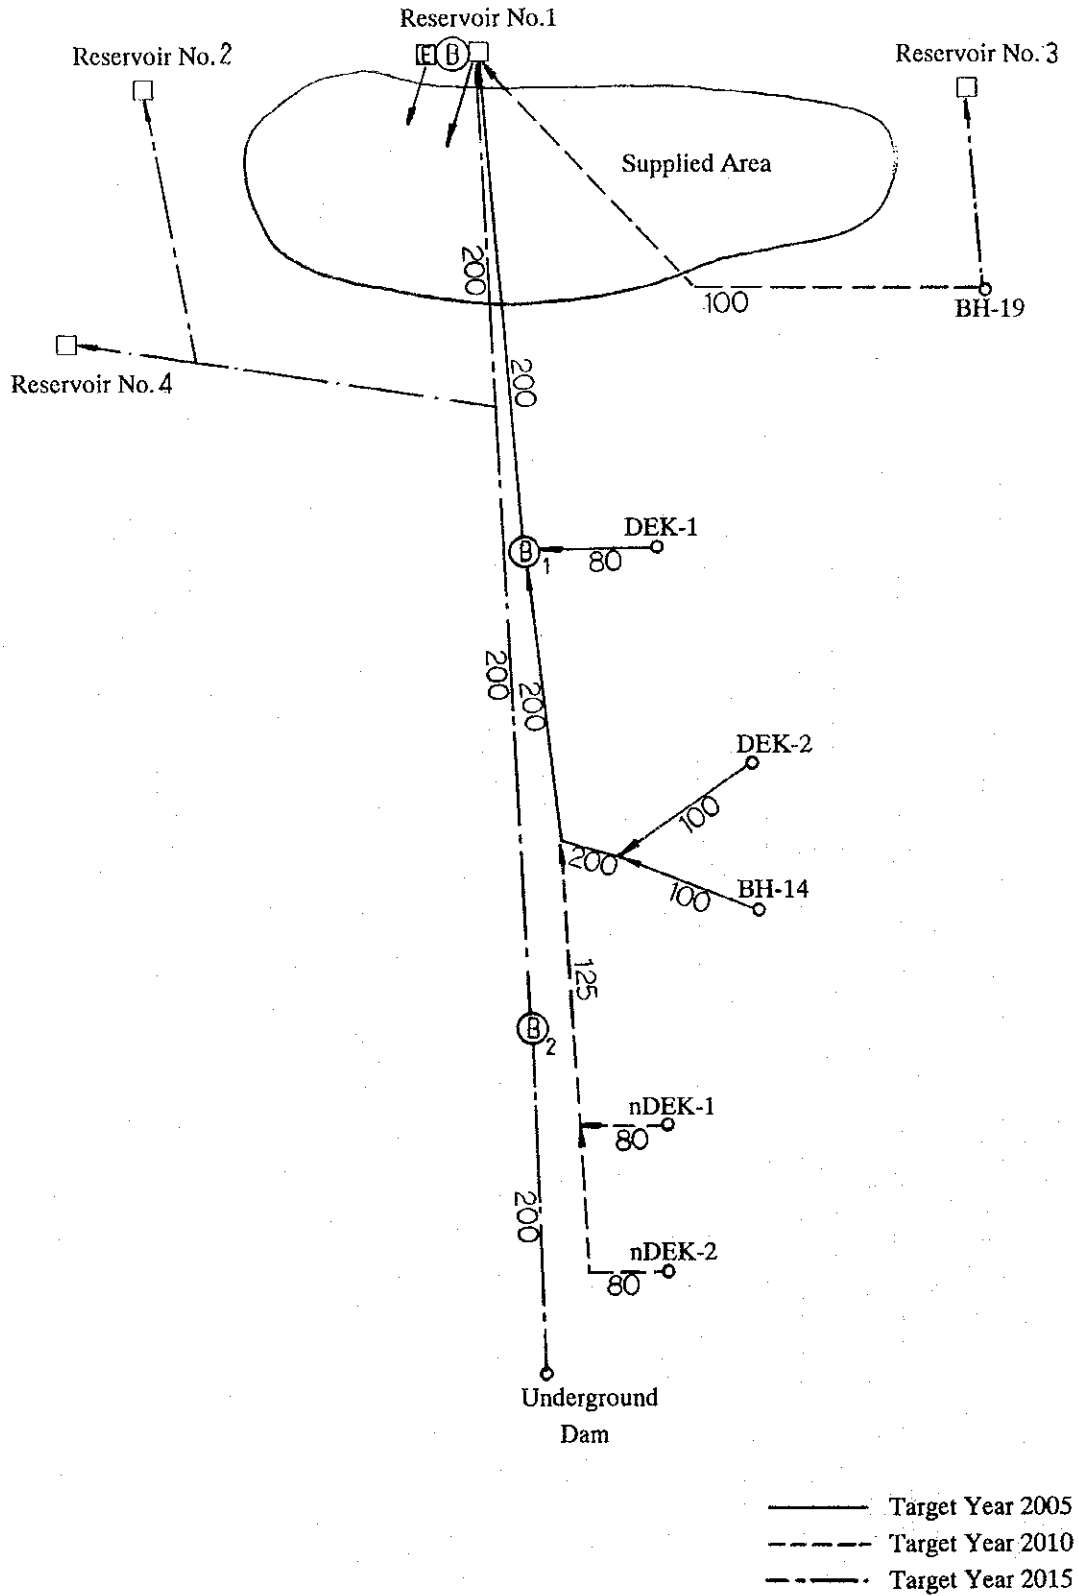 Reservoir No.1
Reservoir No.2
E
B
Reservoir No.3
Supplied Area
200
100
BH-19
Reservoir No.4
200
DEK-1
B1
80
200
200
DEK-2
100
200
BH-14
100
125
B2
nDEK-1
80
200
nDEK-2
80
Underground
Dam
Target Year 2005
Target Year 2010
Target Year 2015